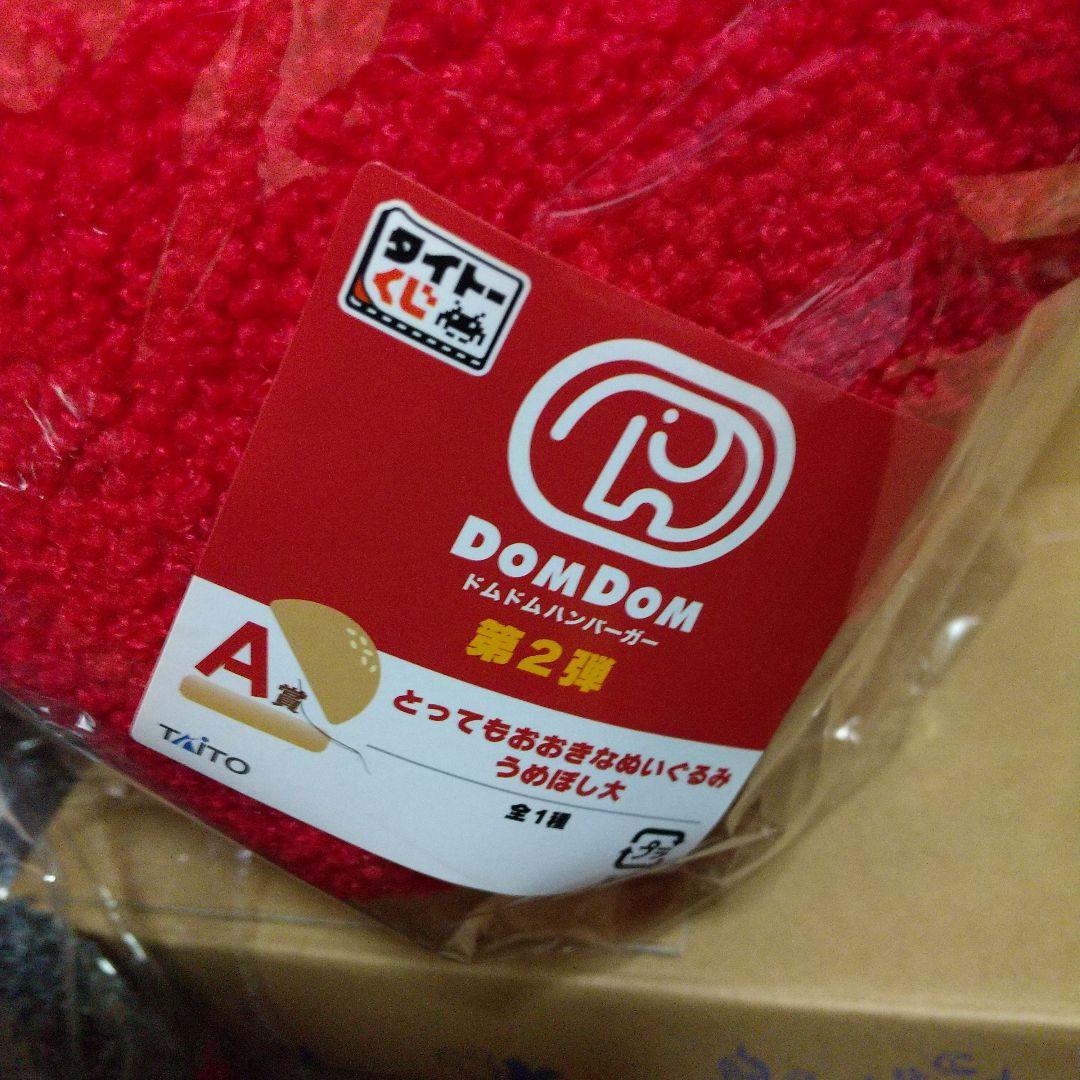 タイトー
くじ
DOMDOM
ドムドムハンバーガー
第2弾
A賞
とってもおおきなぬいぐるみ
うめぼし大
全1種
TAITO
プラ